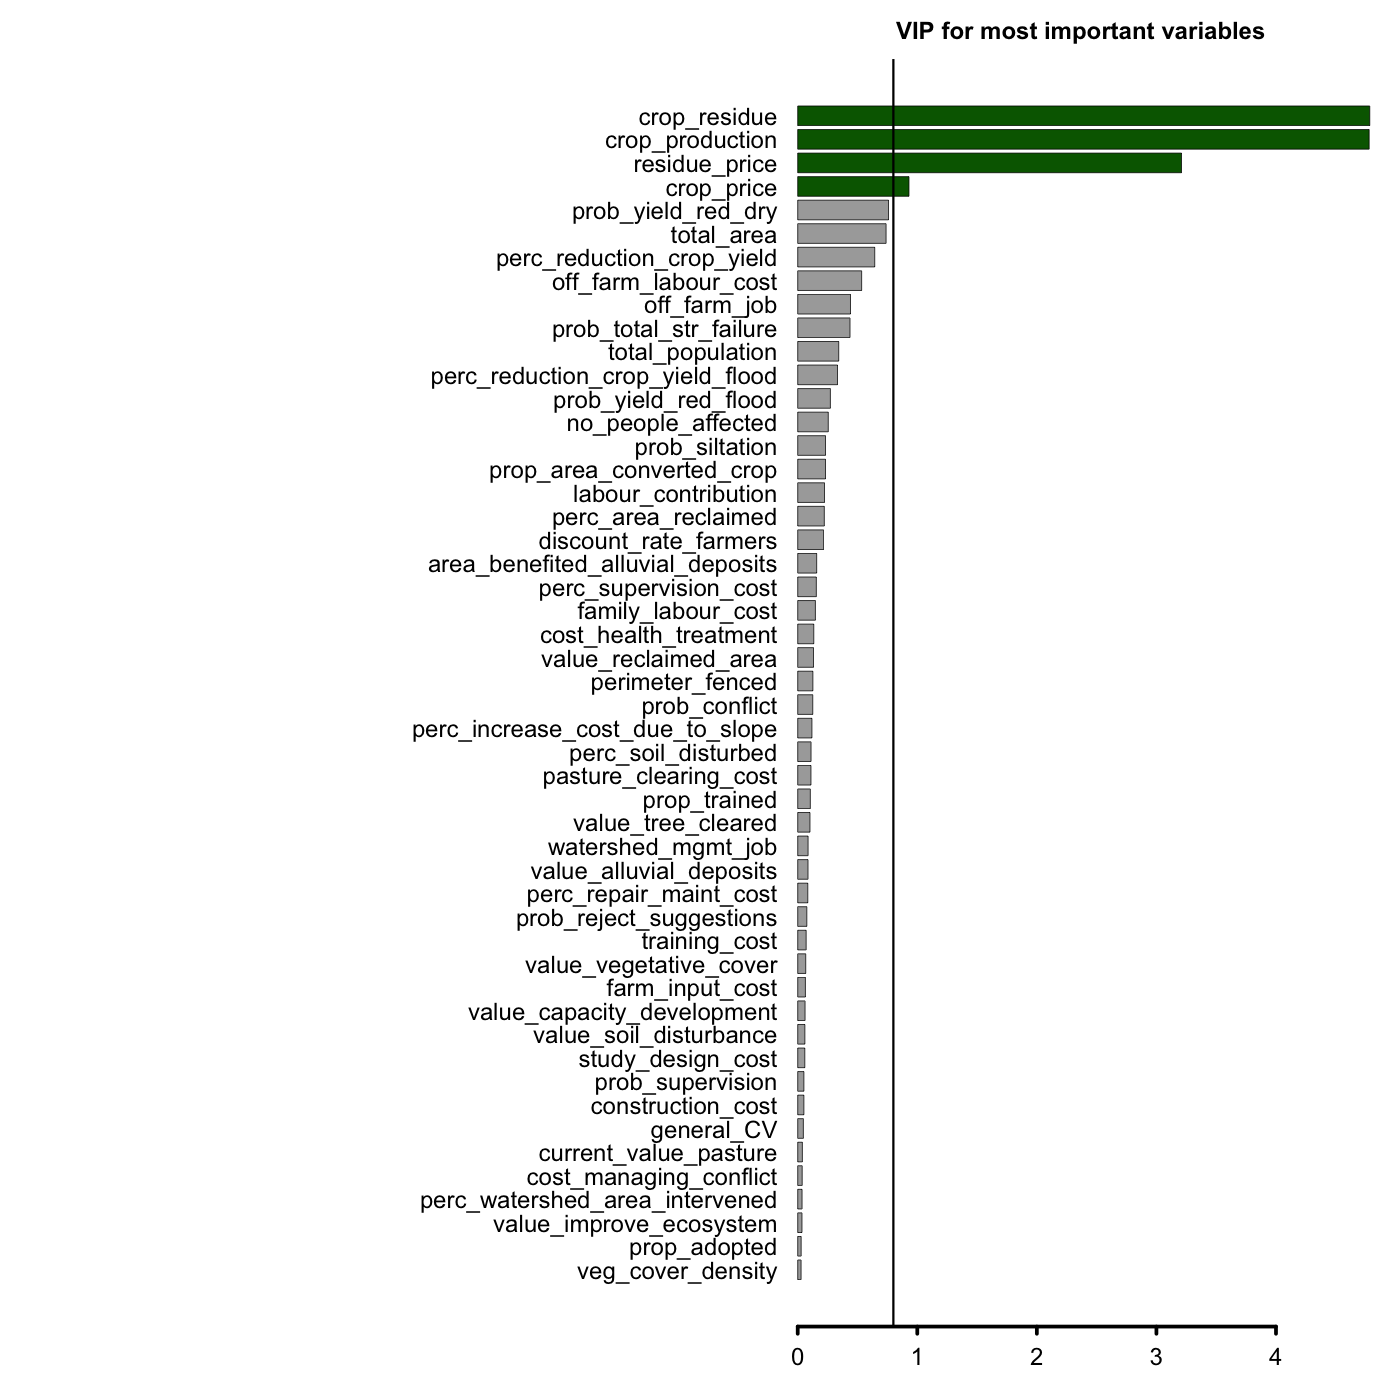 VIP for most important variables
crop_residue
crop_production
residue_price
crop_price
prob_yield_red_dry
total_area
perc_reduction_crop_yield
off_farm_labour_cost
off_farm_job
prob_total_str_failure
total_population
perc_reduction_crop_yield_flood
prob_yield_red_flood
no_people_affected
prob_siltation
prop_area_converted_crop
labour_contribution
perc_area_reclaimed
discount_rate_farmers
area_benefited_alluvial_deposits
perc_supervision_cost
family_labour_cost
cost_health_treatment
value_reclaimed_area
perimeter_fenced
prob_conflict
perc_increase_cost_due_to_slope
perc_soil_disturbed
pasture_clearing_cost
prop_trained
value_tree_cleared
watershed_mgmt_job
value_alluvial_deposits
perc_repair_maint_cost
prob_reject_suggestions
training_cost
value_vegetative_cover
farm_input_cost
value_capacity_development
value_soil_disturbance
study_design_cost
prob_supervision
construction_cost
general_CV
current_value_pasture
cost_managing_conflict
perc_watershed_area_intervened
value_improve_ecosystem
prop_adopted
veg_cover_density
0 1 2 3 4